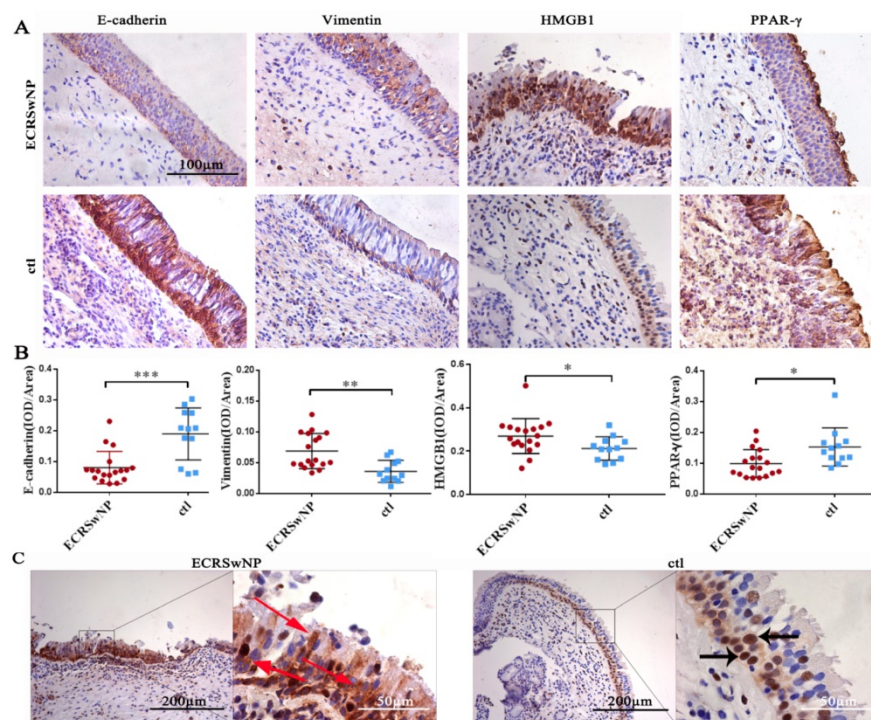 A
E-cadherin
Vimentin
HMGB1
PPAR-γ
ECRSwNP
100μm
ctl
B
E-cadherin(IOD/Area)
0.4
0.3
0.2
0.1
0.0
***
ECRSwNP
ctl
Vimentin(IOD/Area)
0.20
0.15
0.10
0.05
0.00
**
ECRSwNP
ctl
HMGB1(IOD/Area)
0.6
0.4
0.2
0.0
*
ECRSwNP
ctl
PPAR-γ(IOD/Area)
0.4
0.3
0.2
0.1
0.0
*
ECRSwNP
ctl
C
ECRSwNP
ctl
200μm
50μm
200μm
50μm